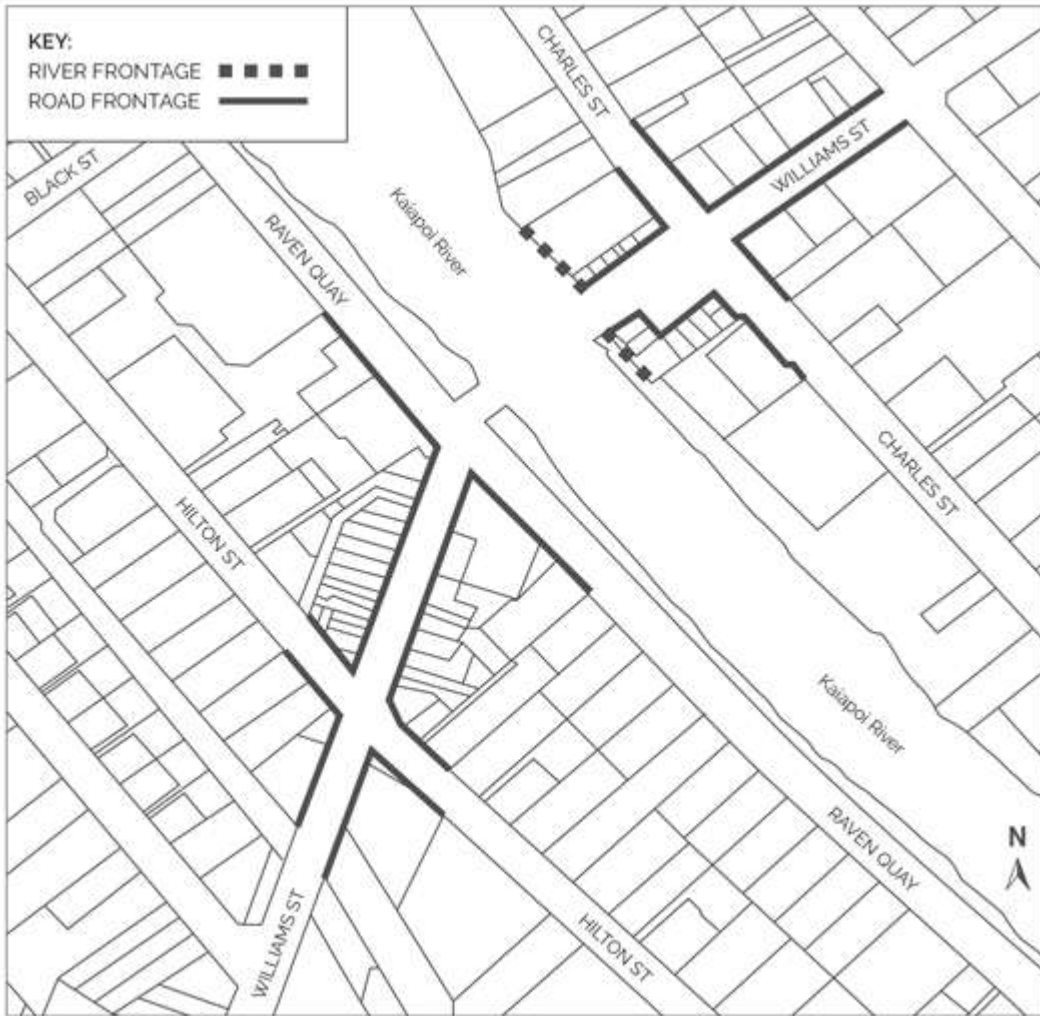 KEY:
RIVER FRONTAGE
ROAD FRONTAGE
CHARLES ST
WILLIAMS ST
BLACK ST
RAVEN QUAY
Kaiapoi River
HILTON ST
CHARLES ST
Kaiapoi River
RAVEN QUAY
N
HILTON ST
WILLIAMS ST